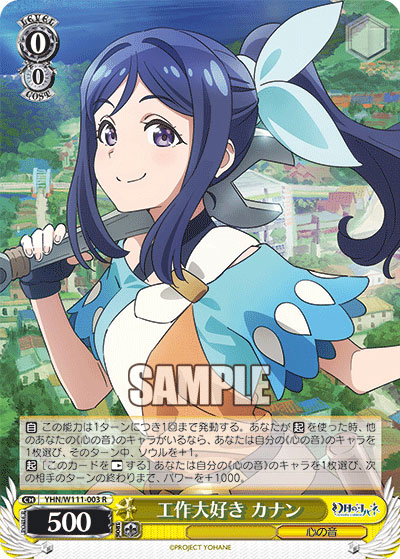 LEVEL
0
0
COST
SAMPLE
自 この能力は1ターンにつき1回まで発動する。あなたが起を使った時、他
のあなたの《心の音》のキャラがいるなら、あなたは自分の《心の音》のキャラを
1枚選び、そのターン中、ソウルを+1。
起 [このカードを する] あなたは自分の《心の音》のキャラを1枚選び、次
の相手のターンの終わりまで、パワーを+1000。
CH YHN/W111-003 R
500
工作大好き カナン
心の音
©PROJECT YOHANE